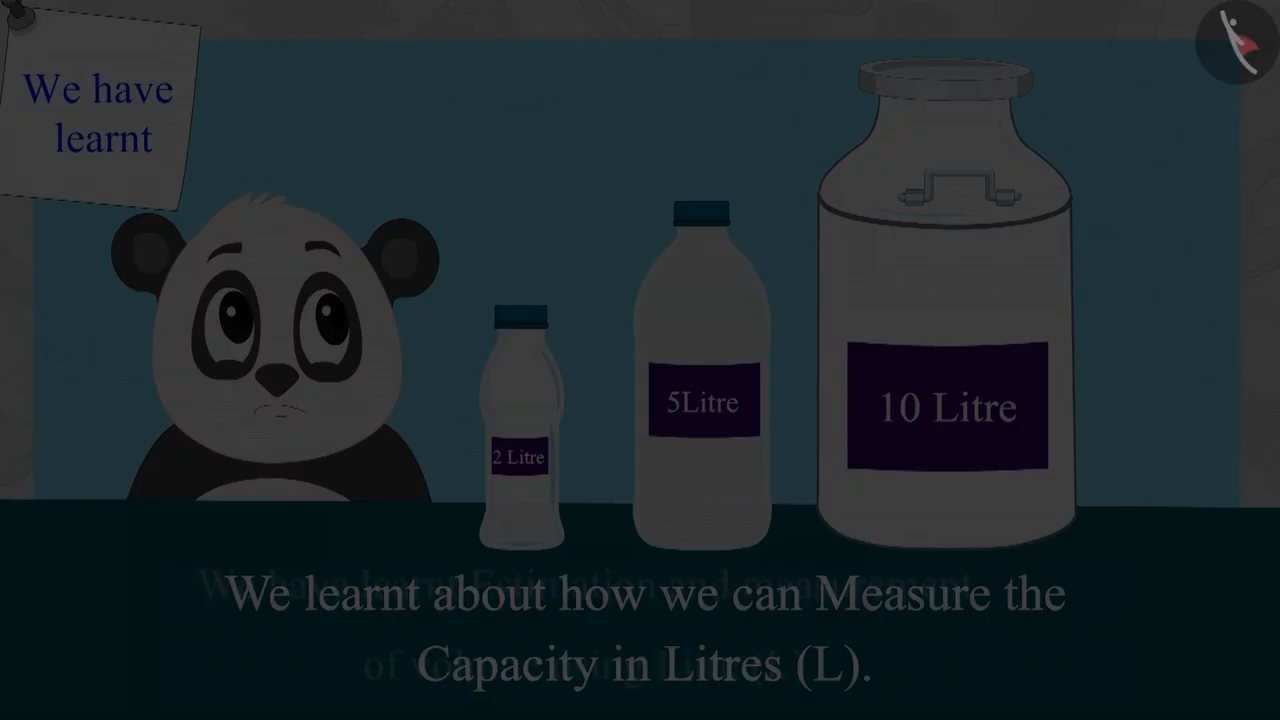 We have
learnt
2 Litre
5Litre
10 Litre
We learnt about how we can Measure the
Capacity in Litres (L).